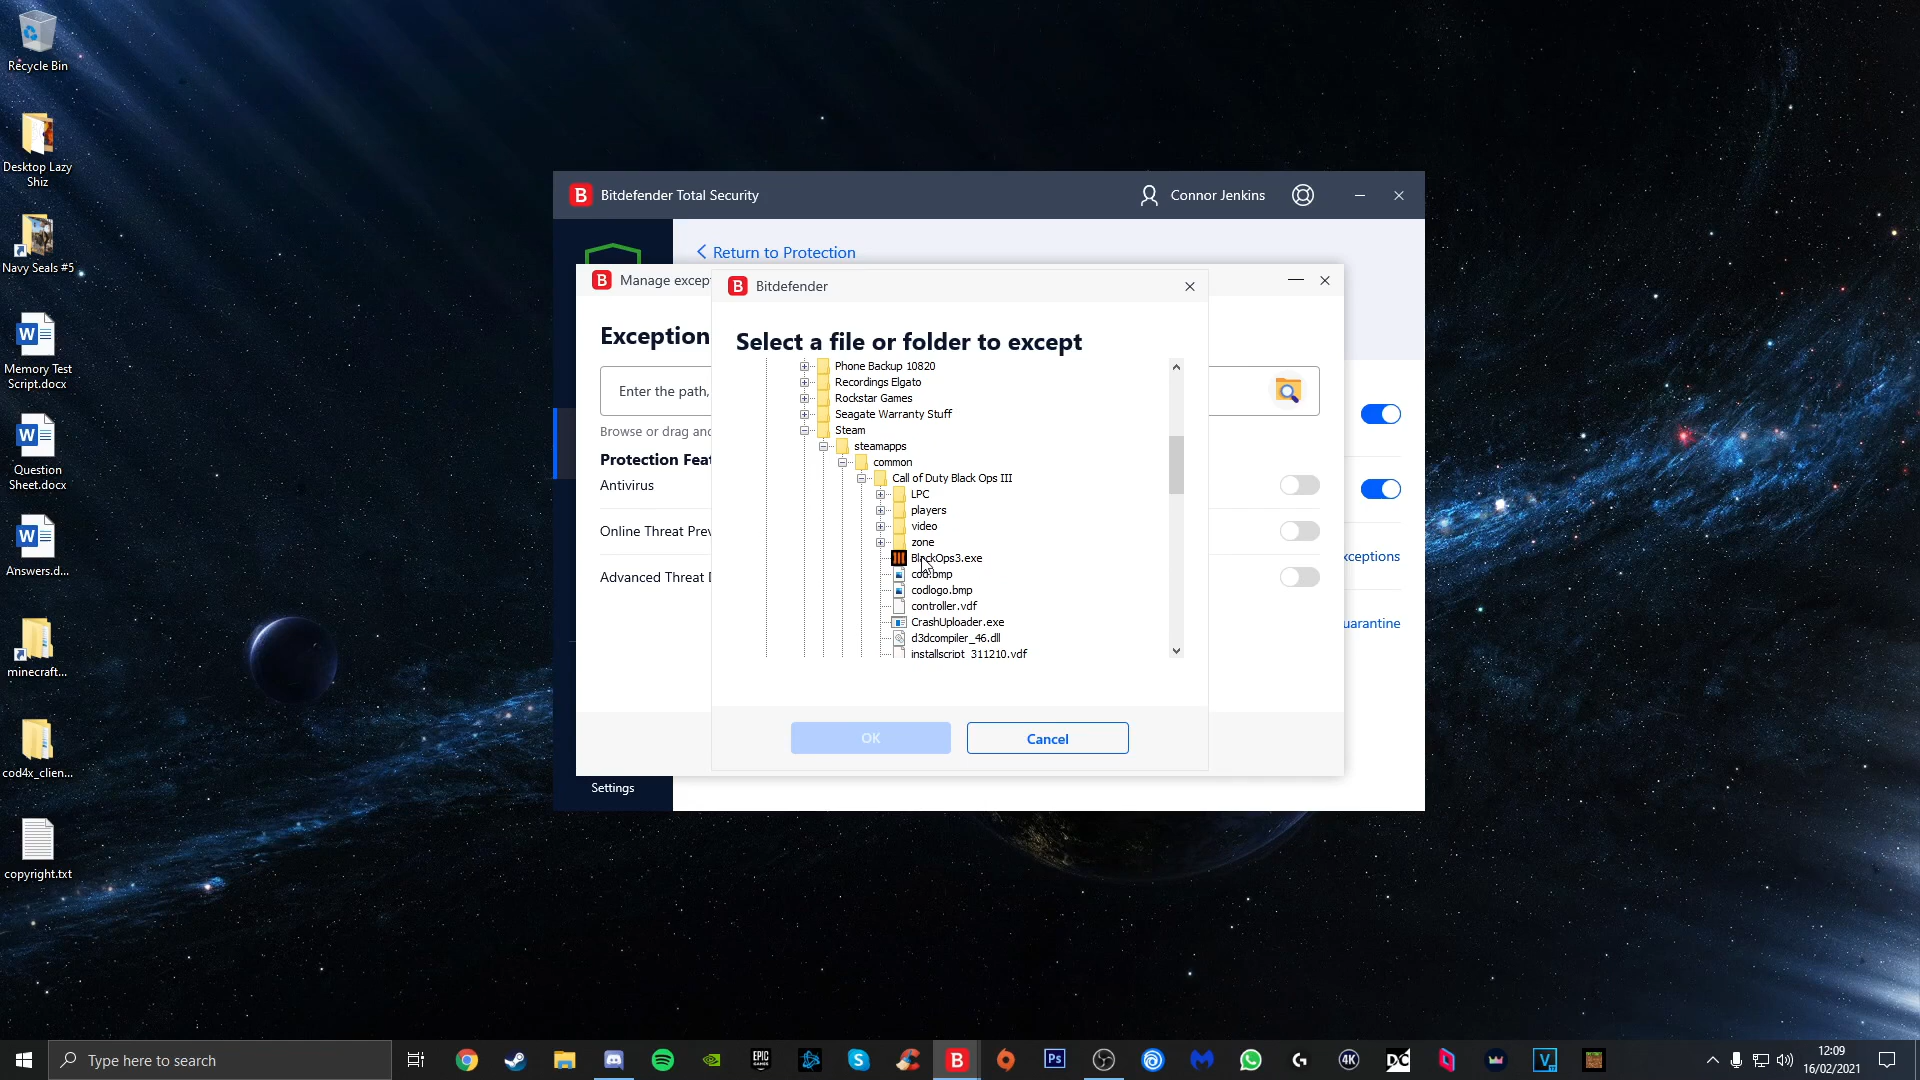 Recycle Bin
Desktop Lazy
Shiz
Navy Seals #5
Memory Test
Script.docx
Question
Sheet.docx
Answers.d...
minecraft...
cod4x_clien...
copyright.txt
B Bitdefender Total Security
Connor Jenkins
Return to Protection
B Manage excep
Exception
Enter the path,
Browse or drag and
Protection Feat
Antivirus
Online Threat Prev
Advanced Threat D
xceptions
uarantine
Settings
B Bitdefender
Select a file or folder to except
Phone Backup 10820
Recordings Elgato
Rockstar Games
Seagate Warranty Stuff
Steam
steamapps
common
Call of Duty Black Ops III
LPC
players
video
zone
BlackOps3.exe
cod.bmp
codlogo.bmp
controller.vdf
CrashUploader.exe
d3dcompiler_46.dll
installscript_311210.vdf
OK
Cancel
Type here to search
EPIC
GAMES
B
Ps
4K
DC
V
12:09
16/02/2021